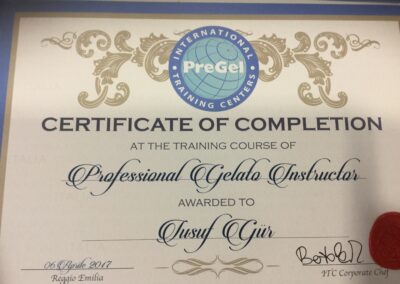 INTERNATIONAL
PreGel
TRAINING CENTERS
CERTIFICATE OF COMPLETION
AT THE TRAINING COURSE OF
Professional Gelato Instructor
AWARDED TO
Yusuf Gür
06 Aprile 2017
Reggio Emilia
ITC Corporate Chef